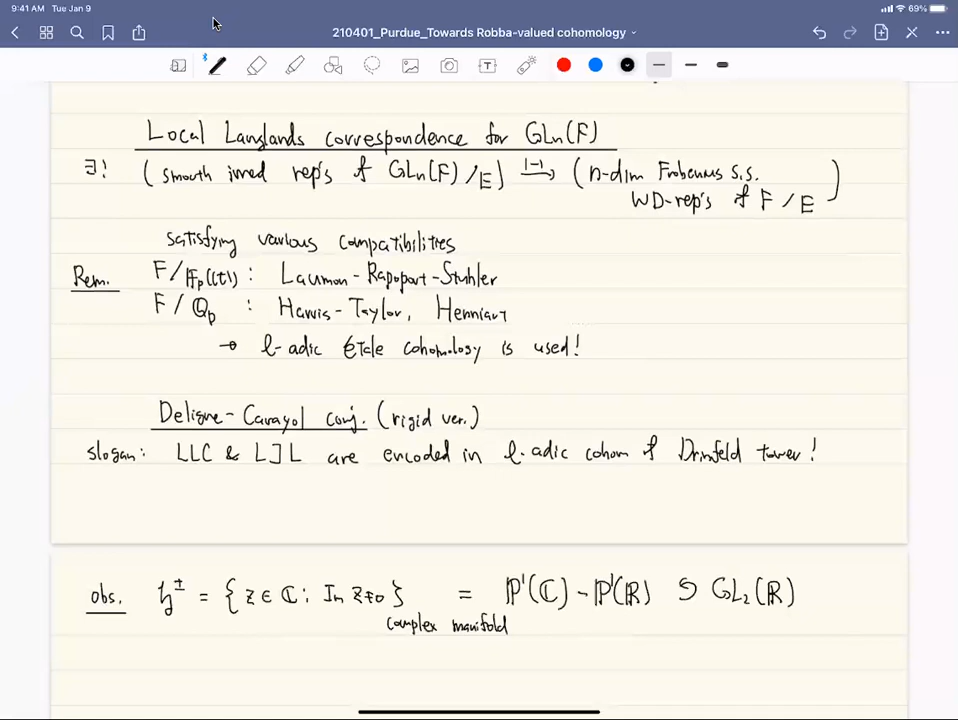 9:41 AM Tue Jan 9
69%
210401_Purdue_Towards Robba-valued cohomology
Local Langlands correspondence for GLn(F)
∃! (smooth irred rep's of GLn(F)/E) 1-1→ (n-dim Frobenius s.s.
WD-rep's of F/E)
satisfying various compatibilities
Rem. F/𝔽p((t)) : Laumon-Rapoport-Stuhler
F/ℚp : Harris-Taylor, Henniart
→ ℓ-adic étale cohomology is used!
Deligne-Carayol conj. (rigid ver.)
slogan: LLC & LJL are encoded in ℓ-adic cohom of Drinfeld tower!
obs. 𝔥± = {z ∈ ℂ : Im z≠0} = ℙ¹(ℂ) - ℙ¹(ℝ) ↺ GL₂(ℝ)
complex manifold